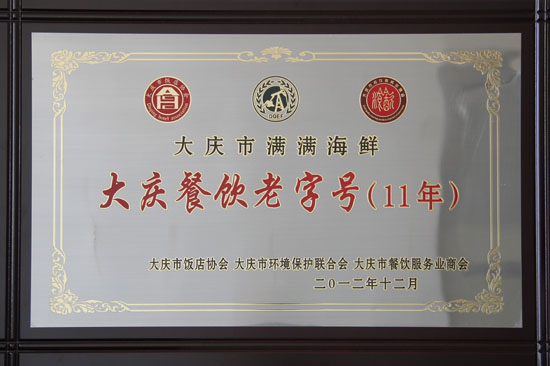 DQEF
大庆市满满海鲜
大庆餐饮老字号(11年)
大庆市饭店协会 大庆市环境保护联合会 大庆市餐饮服务业商会
二〇一二年十二月